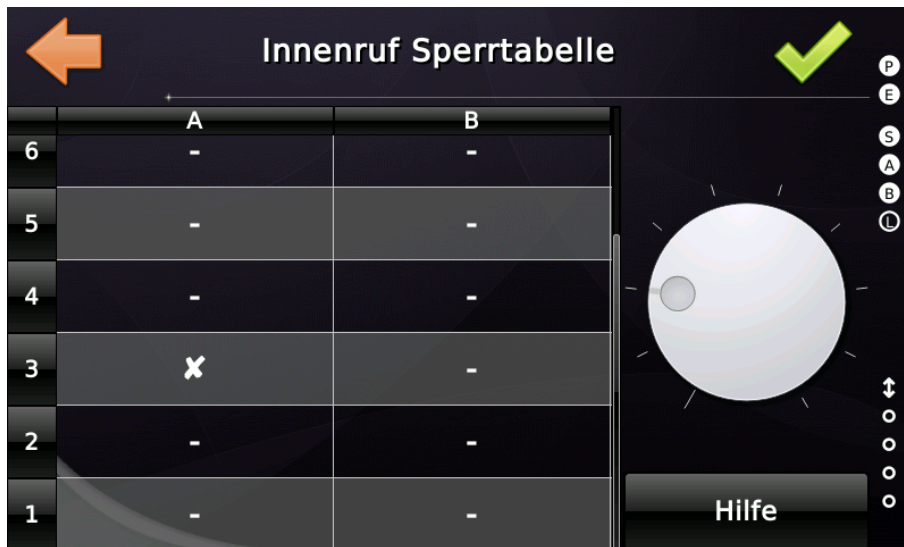 Innenruf Sperrtabelle
P
E
A B
6 - -
S
A
B
5 - -
L
4 - -
3 ✘ -
2 - -
1 - -
Hilfe